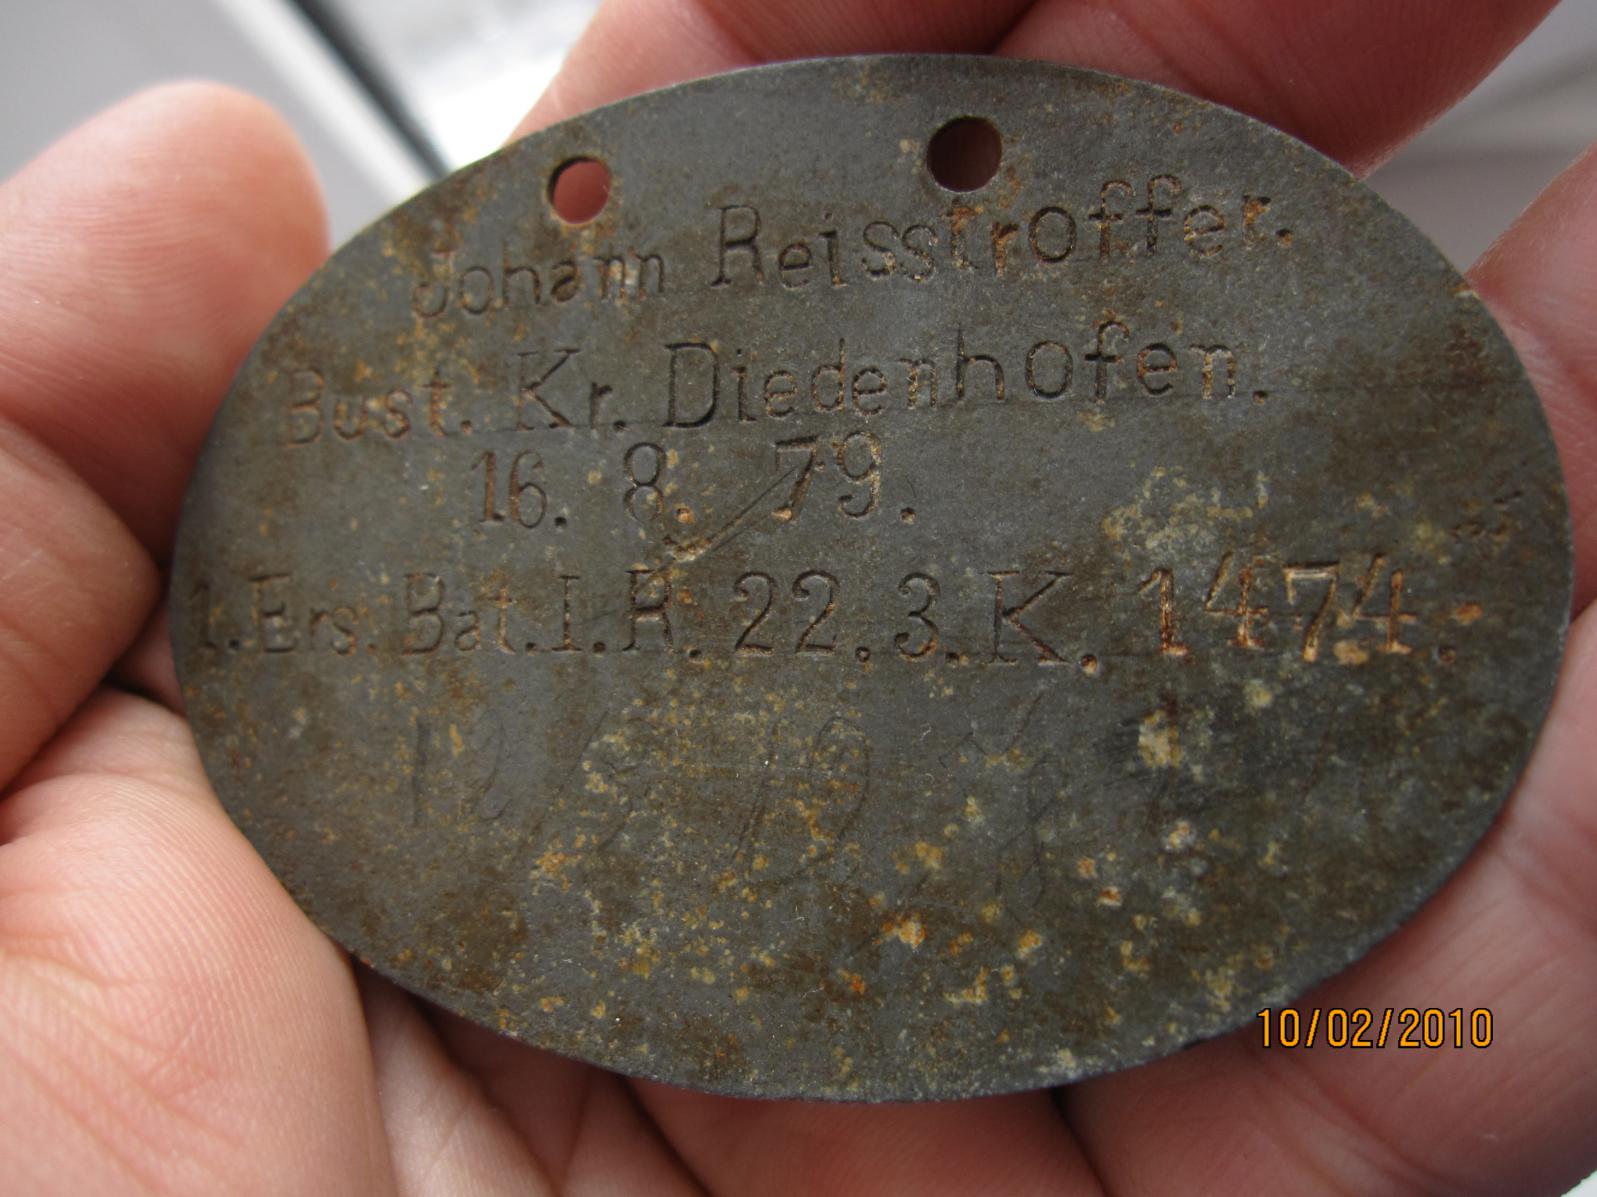 Johann Reisstroffer.
Bust. Kr. Diedenhofen.
16. 8. 79.
1. Ers. Bat. I. R. 22. 3. K. 1474.
10/02/2010